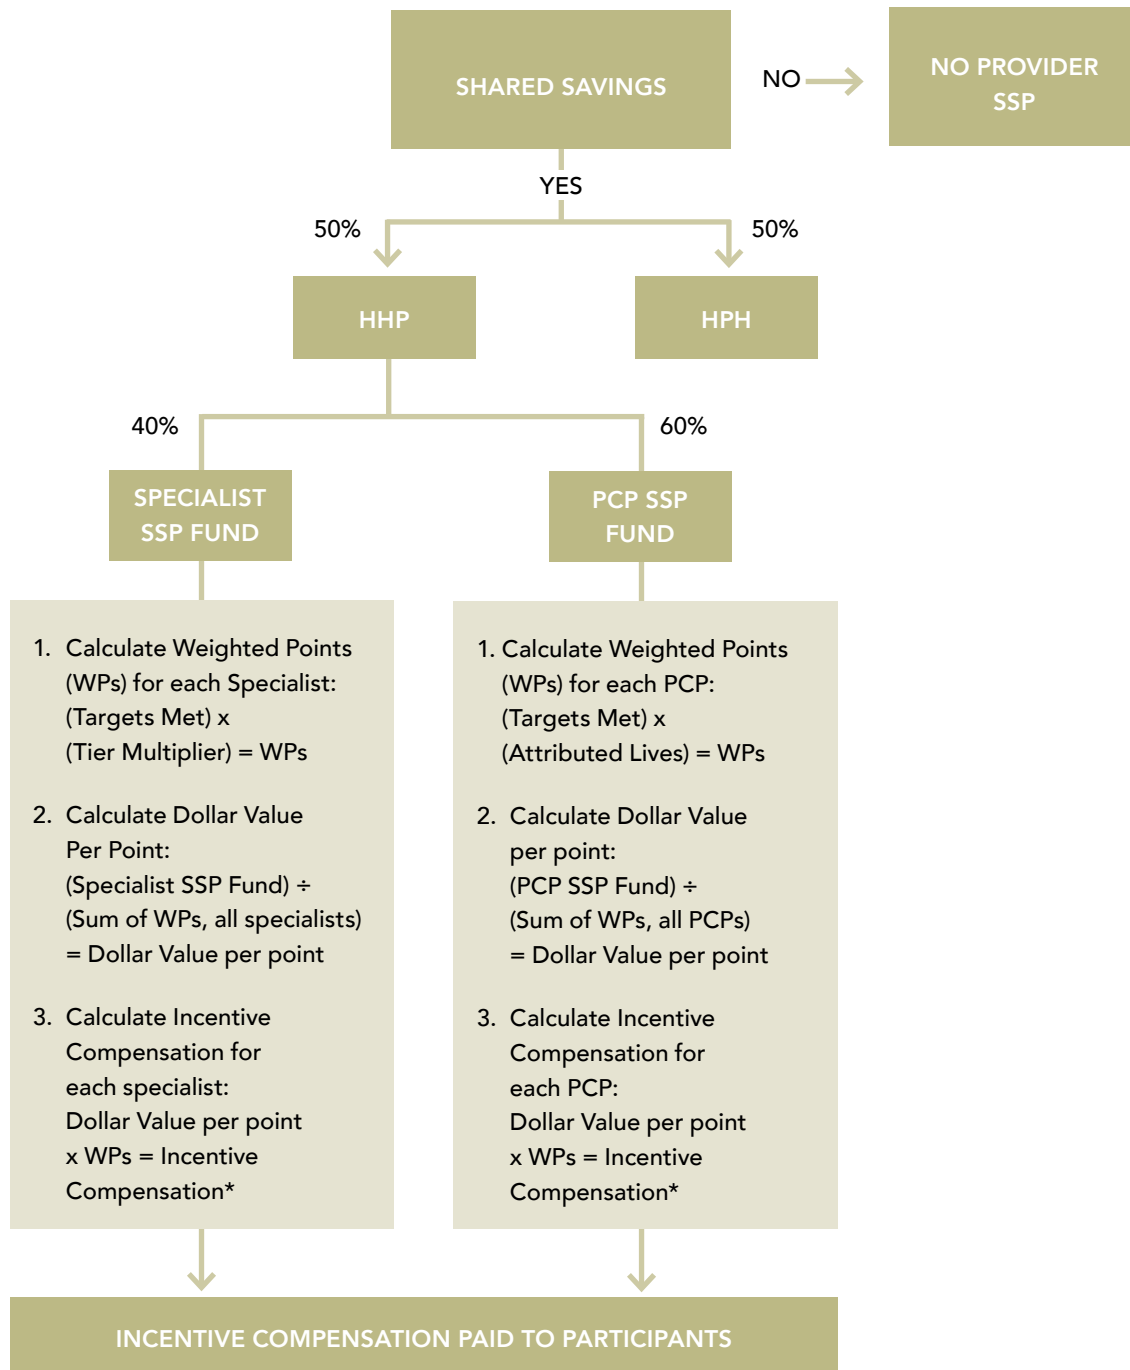 SHARED SAVINGS
NO
NO PROVIDER
SSP
YES
50%
50%
HHP
HPH
40%
60%
SPECIALIST
SSP FUND
PCP SSP
FUND
1. Calculate Weighted Points
(WPs) for each Specialist:
(Targets Met) x
(Tier Multiplier) = WPs
2. Calculate Dollar Value
Per Point:
(Specialist SSP Fund) ÷
(Sum of WPs, all specialists)
= Dollar Value per point
3. Calculate Incentive
Compensation for
each specialist:
Dollar Value per point
x WPs = Incentive
Compensation*
1. Calculate Weighted Points
(WPs) for each PCP:
(Targets Met) x
(Attributed Lives) = WPs
2. Calculate Dollar Value
per point:
(PCP SSP Fund) ÷
(Sum of WPs, all PCPs)
= Dollar Value per point
3. Calculate Incentive
Compensation for
each PCP:
Dollar Value per point
x WPs = Incentive
Compensation*
INCENTIVE COMPENSATION PAID TO PARTICIPANTS